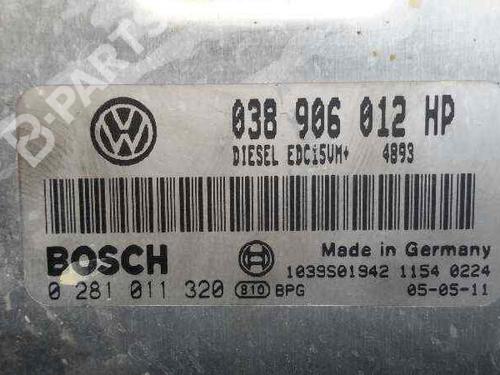 B-PARTS
038 906 012 HP
DIESEL EDC15VM+ 4893
BOSCH
Made in Germany
1039S01942 1154 0224
0 281 011 320 810 BPG 05-05-11